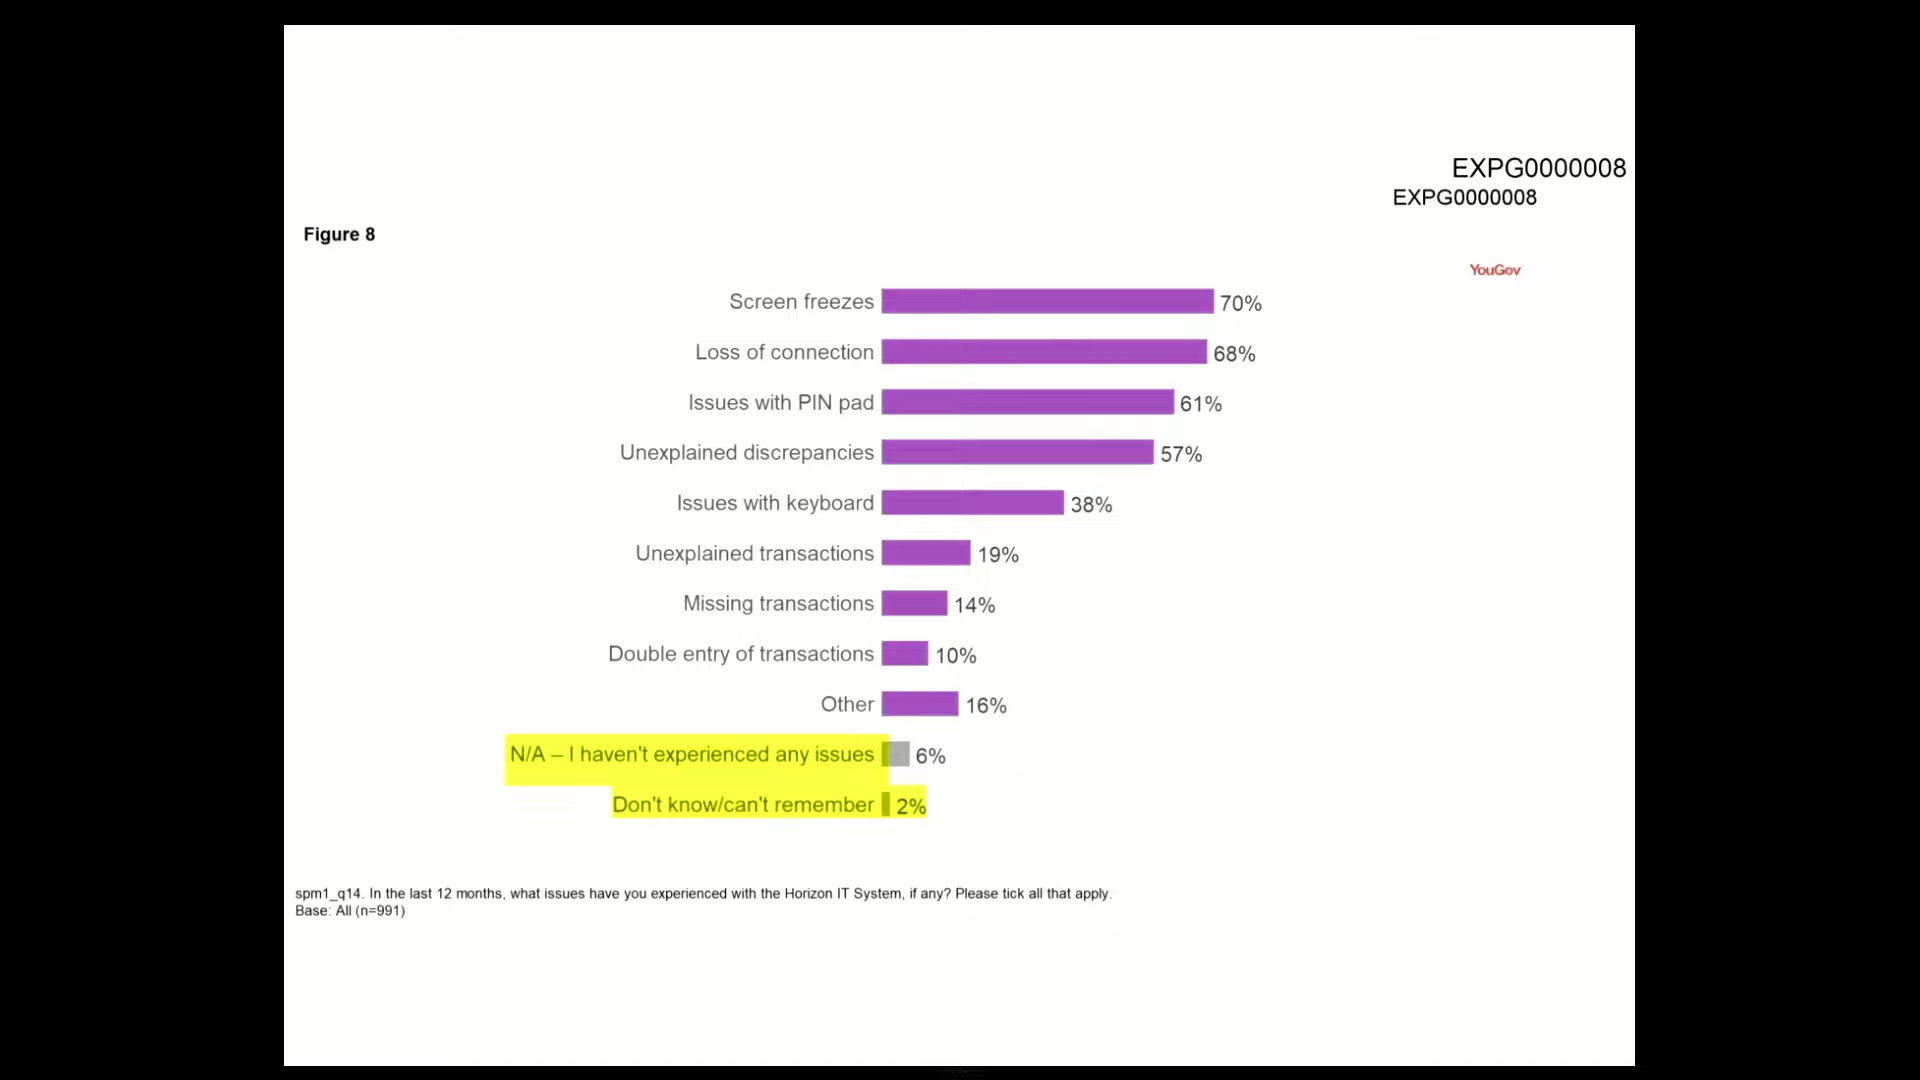 EXPG0000008
EXPG0000008
Figure 8
YouGov
Screen freezes 70%
Loss of connection 68%
Issues with PIN pad 61%
Unexplained discrepancies 57%
Issues with keyboard 38%
Unexplained transactions 19%
Missing transactions 14%
Double entry of transactions 10%
Other 16%
N/A – I haven't experienced any issues 6%
Don't know/can't remember 2%
spm1_q14. In the last 12 months, what issues have you experienced with the Horizon IT System, if any? Please tick all that apply.
Base: All (n=991)